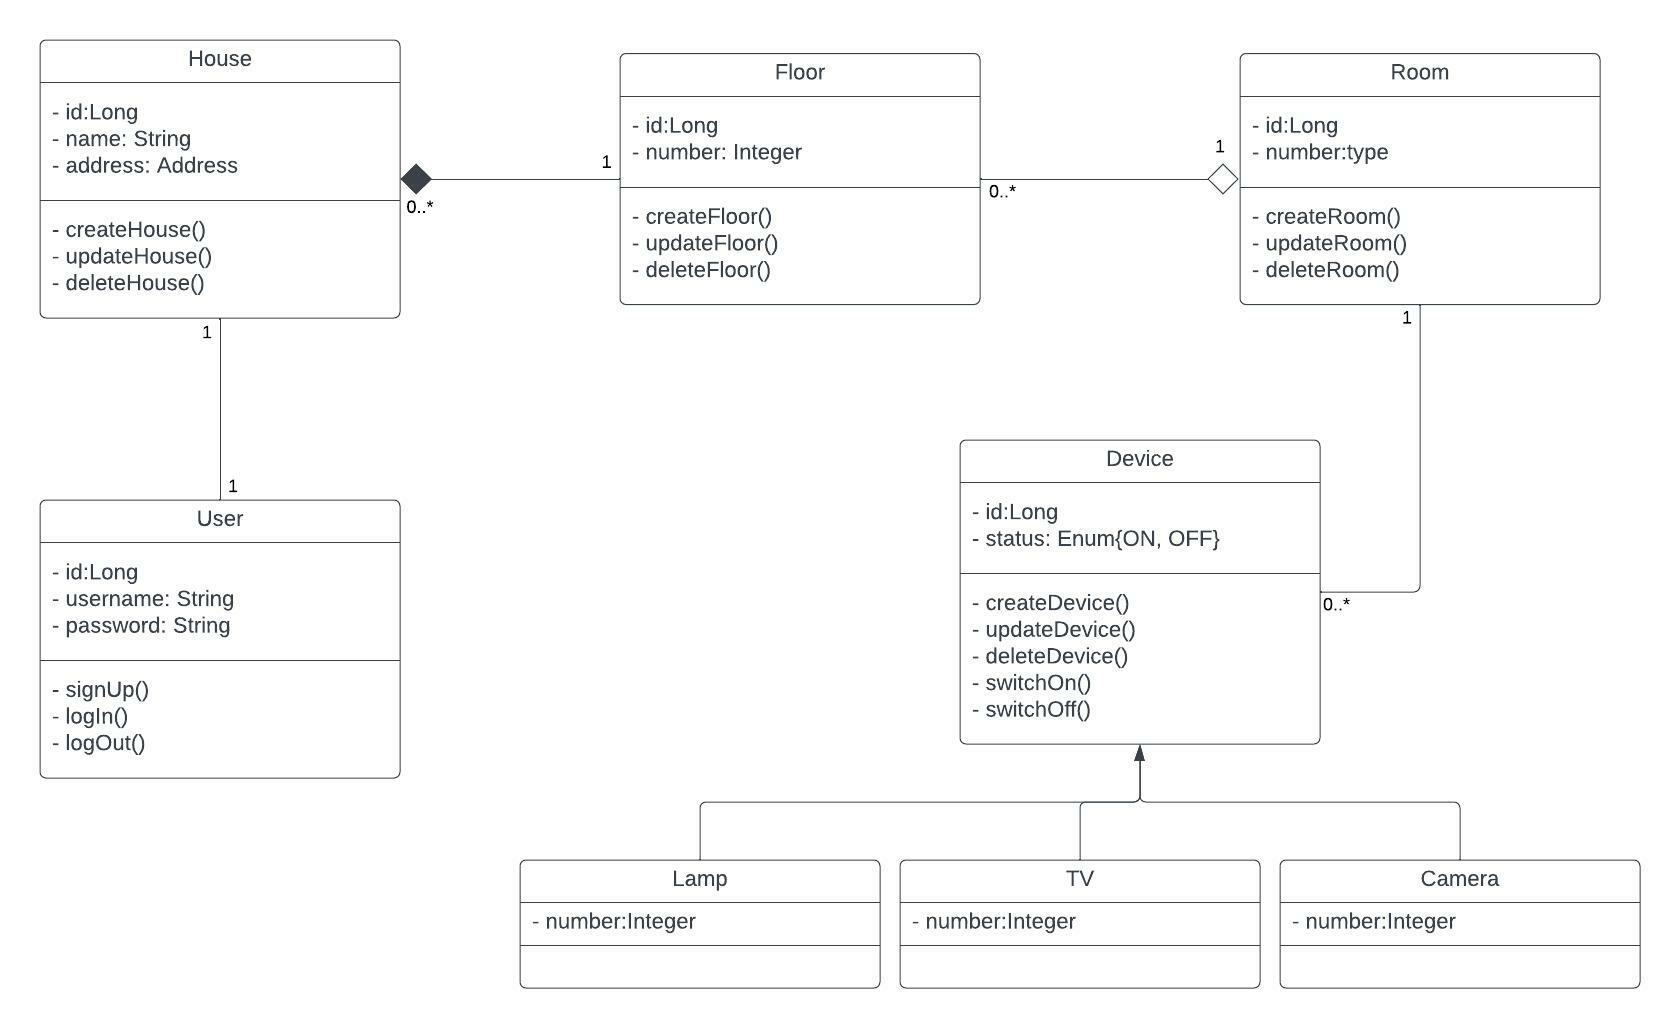 House
- id:Long
- name: String
- address: Address
- createHouse()
- updateHouse()
- deleteHouse()
0..*
1
Floor
- id:Long
- number: Integer
- createFloor()
- updateFloor()
- deleteFloor()
0..*
1
Room
- id:Long
- number:type
- createRoom()
- updateRoom()
- deleteRoom()
1
1
1
User
- id:Long
- username: String
- password: String
- signUp()
- logIn()
- logOut()
Device
- id:Long
- status: Enum{ON, OFF}
- createDevice()
- updateDevice()
- deleteDevice()
- switchOn()
- switchOff()
0..*
Lamp
- number:Integer
TV
- number:Integer
Camera
- number:Integer